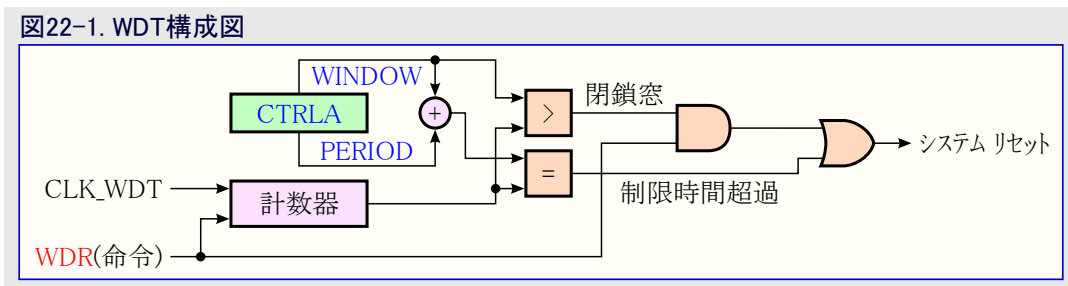 図22-1. WDT構成図
WINDOW
CTRLA
PERIOD
+
>
=
閉鎖窓
制限時間超過
システム リセット
CLK_WDT
計数器
WDR(命令)